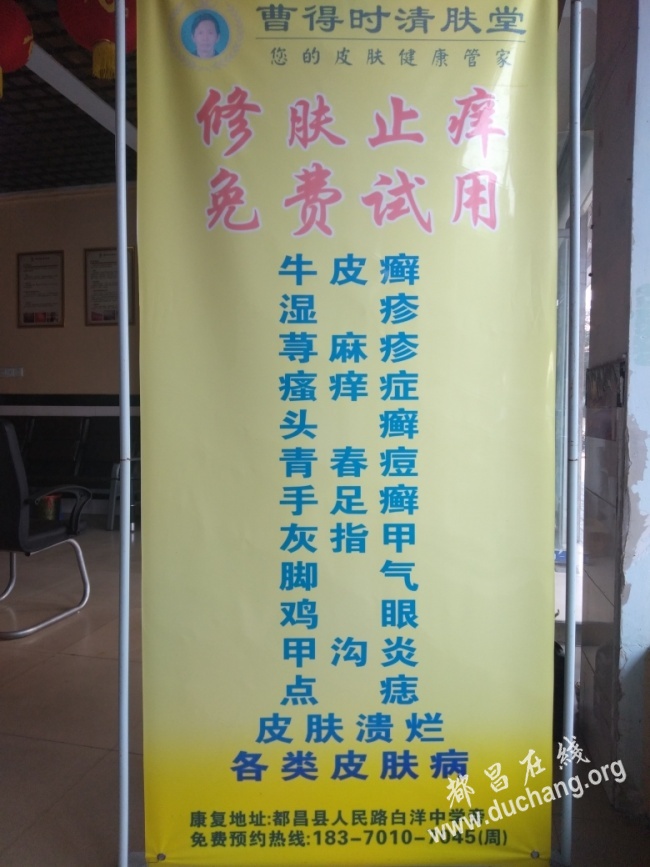 曹得时清肤堂
您的皮肤健康管家
修肤止痒
免费试用
牛皮癣
湿疹
荨麻疹
瘙痒症
头癣
青春痘
手足癣
灰指甲
脚气
鸡眼
甲沟炎
点痣
皮肤溃烂
各类皮肤病
都昌在线
www.duchang.org
康复地址:都昌县人民路白洋中学旁
免费预约热线:183-7010-7045(周)